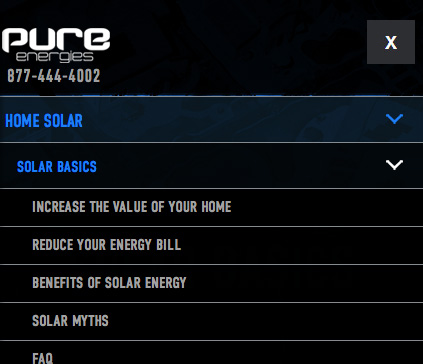 pure
energies
877-444-4002
X
HOME SOLAR
SOLAR BASICS
INCREASE THE VALUE OF YOUR HOME
REDUCE YOUR ENERGY BILL
BENEFITS OF SOLAR ENERGY
SOLAR MYTHS
FAQ